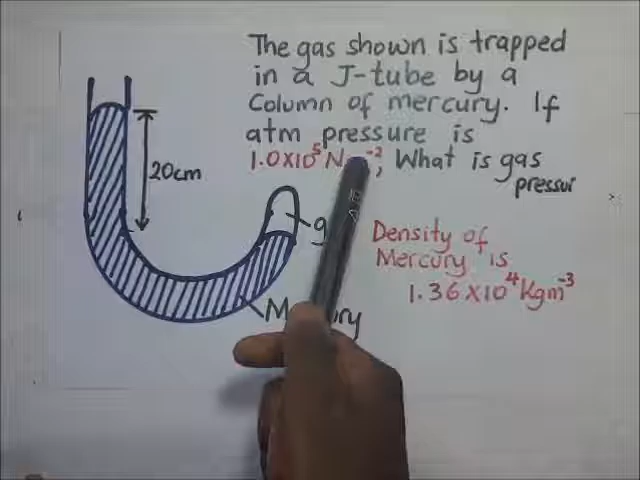 The gas shown is trapped
in a J-tube by a
Column of mercury. If
atm pressure is
1.0x10⁵ N ⁻², What is gas
pressur
20cm
Density of
Mercury is
1.36x10⁴ Kgm⁻³